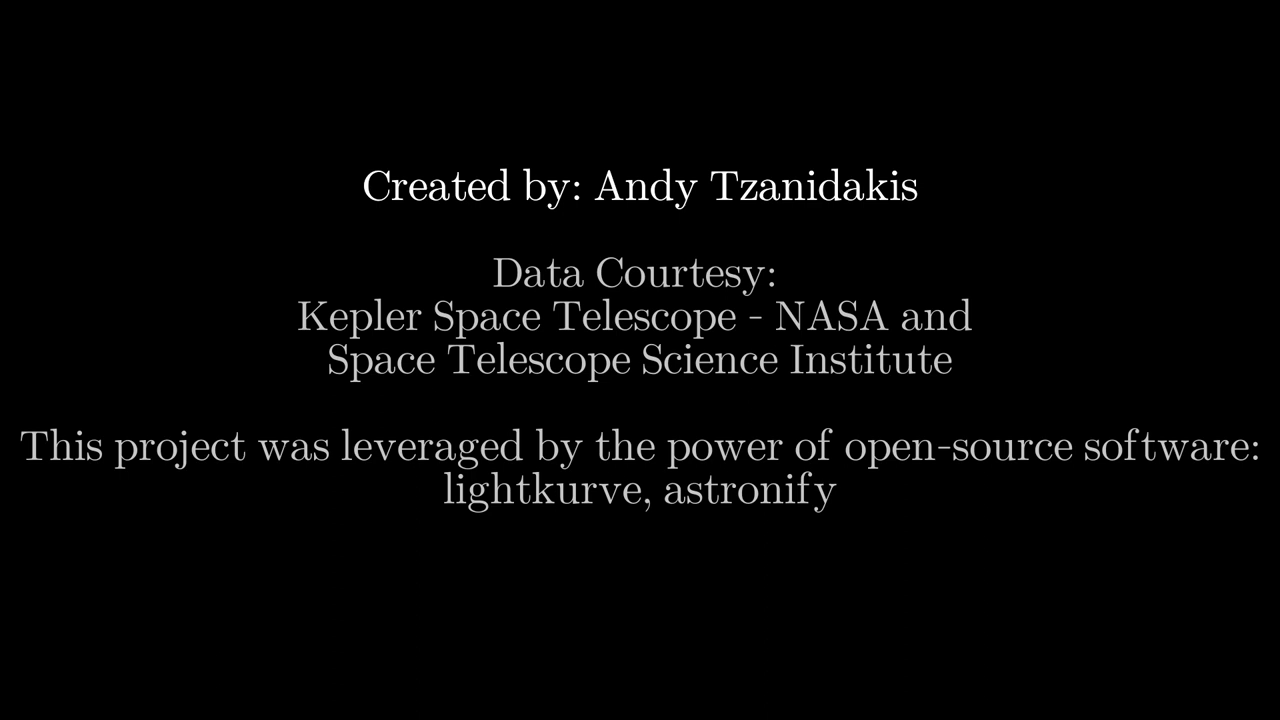 Created by: Andy Tzanidakis
Data Courtesy:
Kepler Space Telescope - NASA and
Space Telescope Science Institute
This project was leveraged by the power of open-source software:
lightkurve, astronify